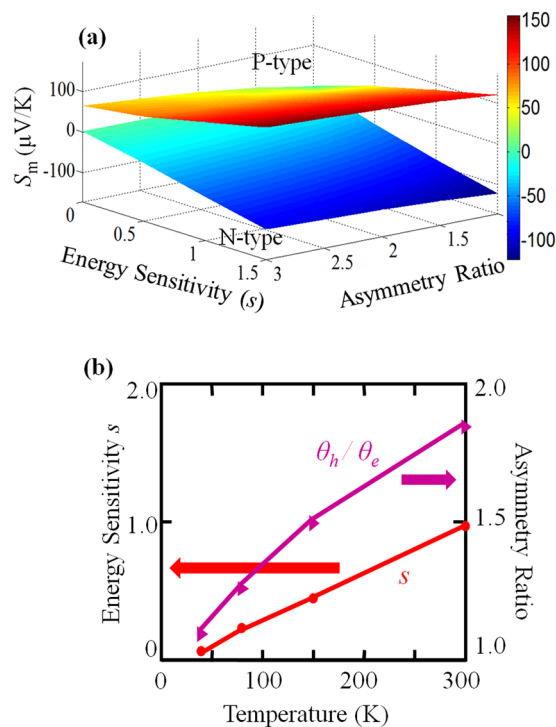 (a)
P-type
N-type
S_m (μV/K)
100
0
-100
0
0.5
1
1.5
Energy Sensitivity (s)
3
2.5
2
1.5
Asymmetry Ratio
150
100
50
0
-50
-100
(b)
2.0
1.0
0
Energy Sensitivity s
2.0
1.5
1.0
Asymmetry Ratio
θ_h / θ_e
s
0
100
200
300
Temperature (K)